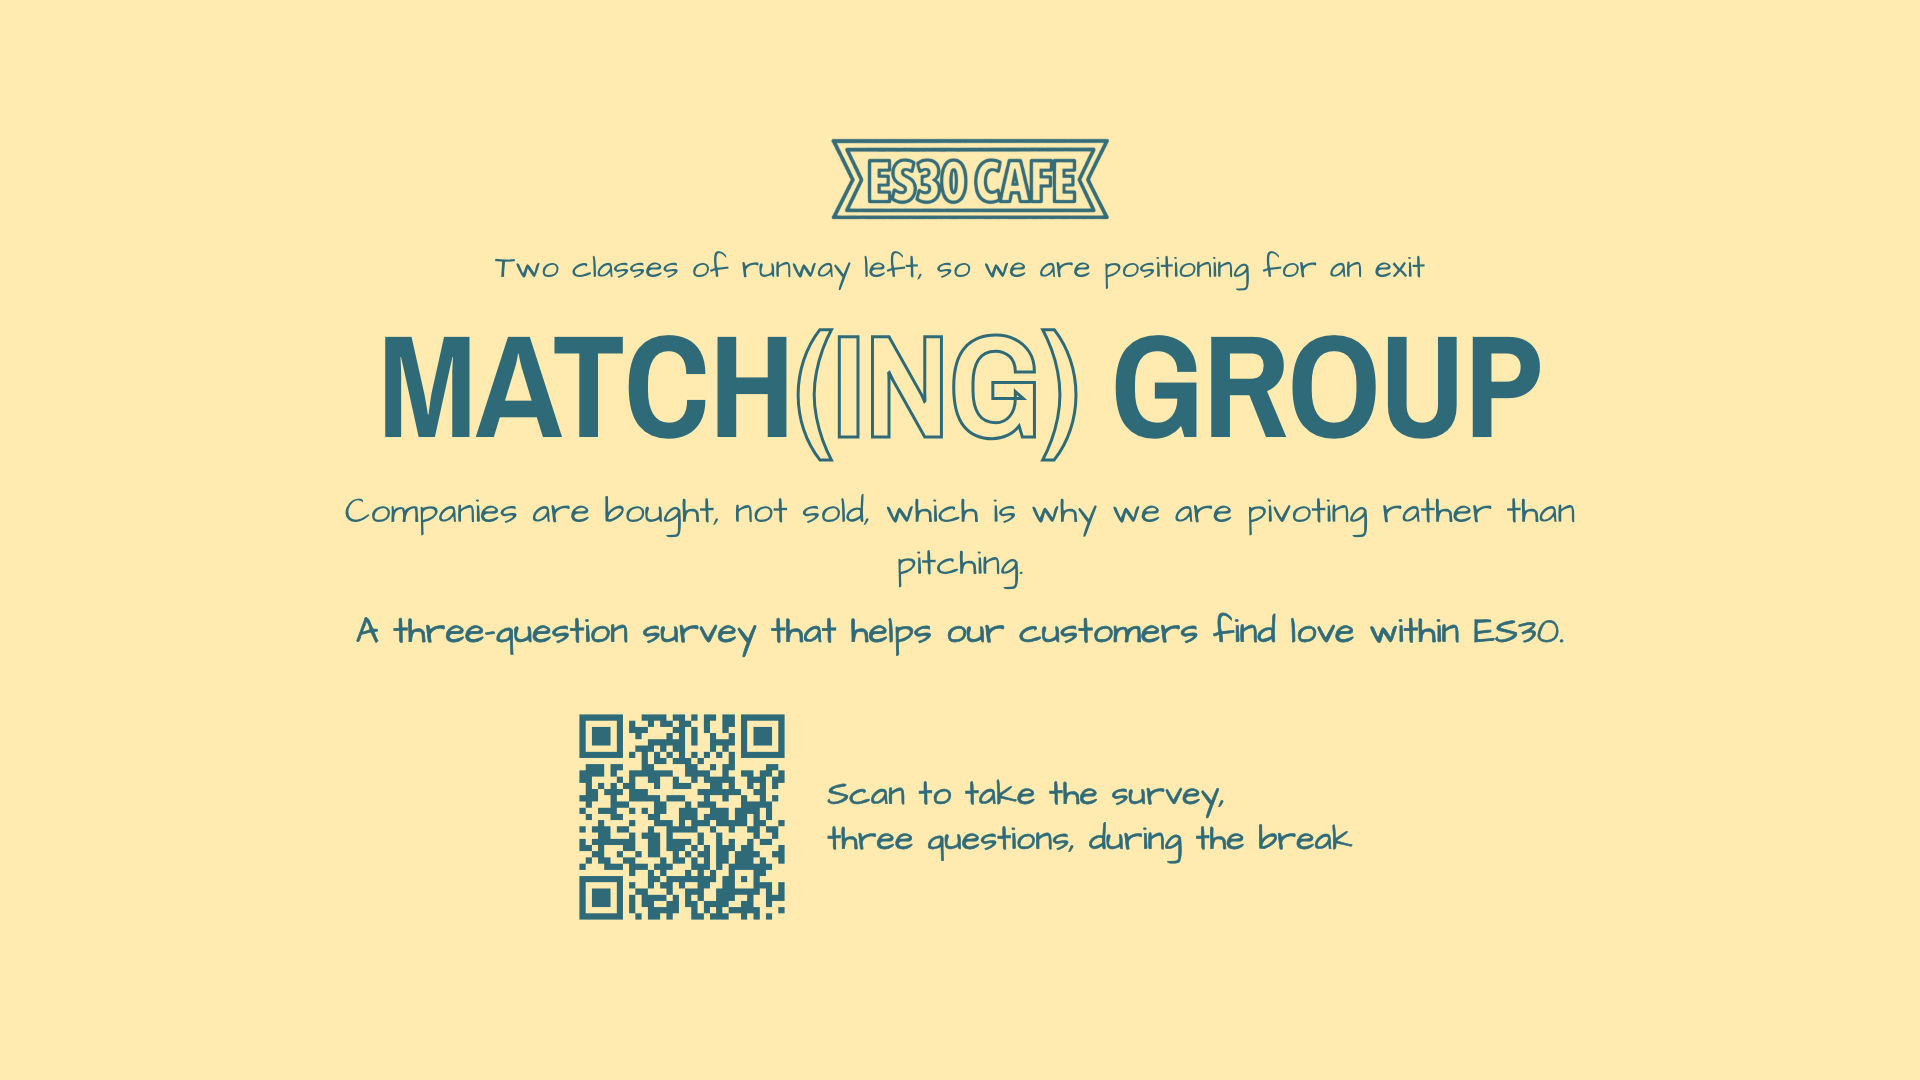 ES30 CAFE
Two classes of runway left, so we are positioning for an exit
MATCH(ING) GROUP
Companies are bought, not sold, which is why we are pivoting rather than
pitching.
A three-question survey that helps our customers find love within ES30.
Scan to take the survey,
three questions, during the break